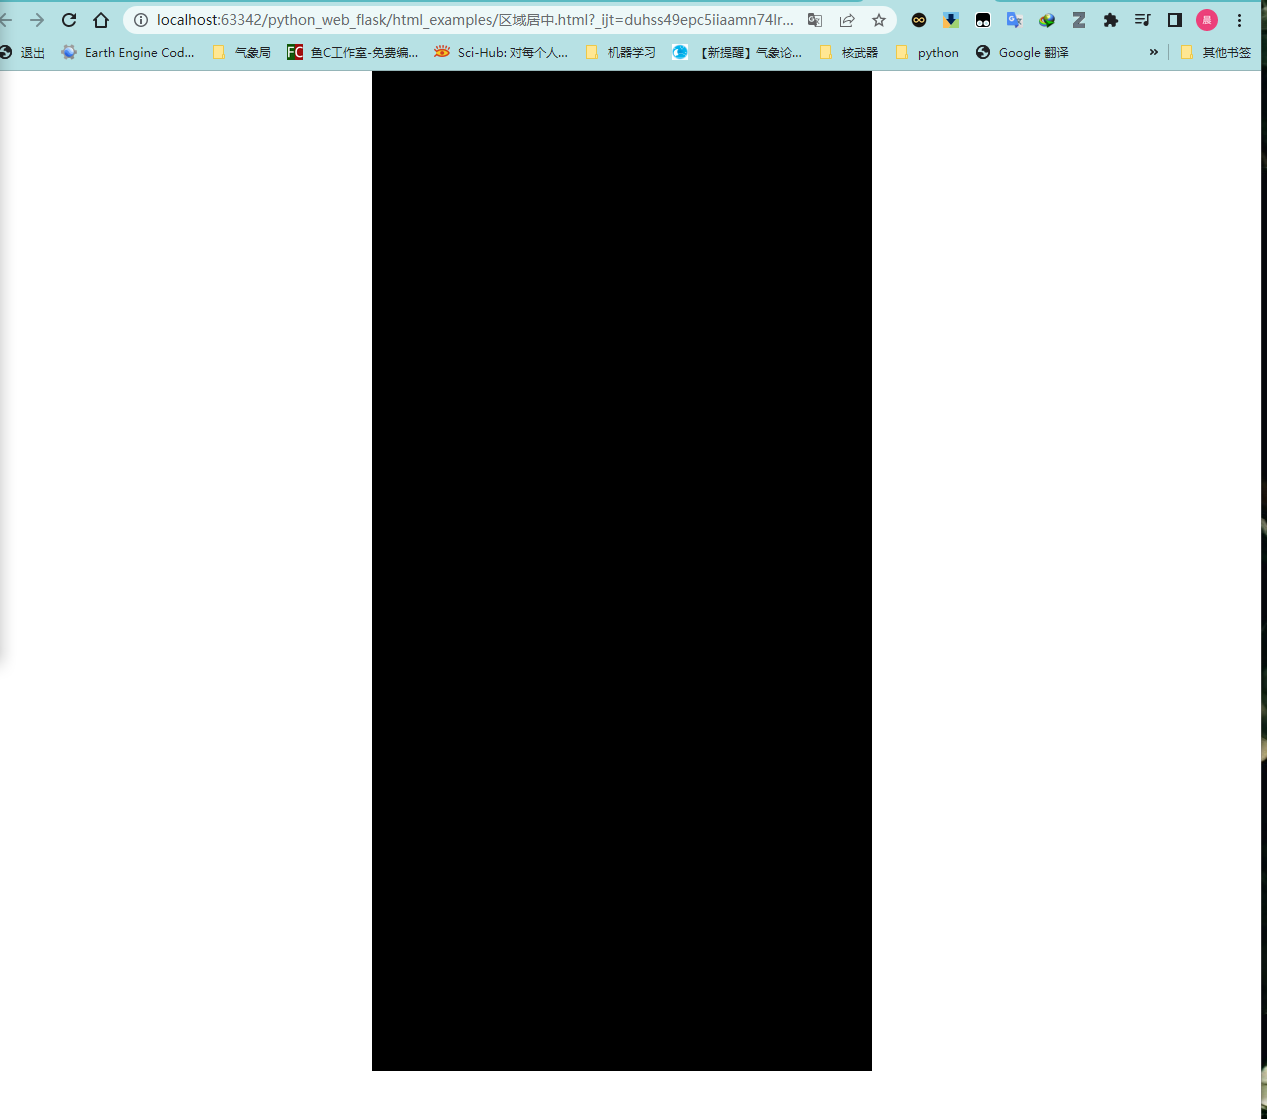 localhost:63342/python_web_flask/html_examples/区域居中.html?_ijt=duhss49epc5iiaamn74lr...
晨
退出 Earth Engine Cod... 气象局 FC 鱼C工作室-免费编... Sci-Hub: 对每个人... 机器学习 【新提醒】气象论... 核武器 python Google 翻译 » 其他书签